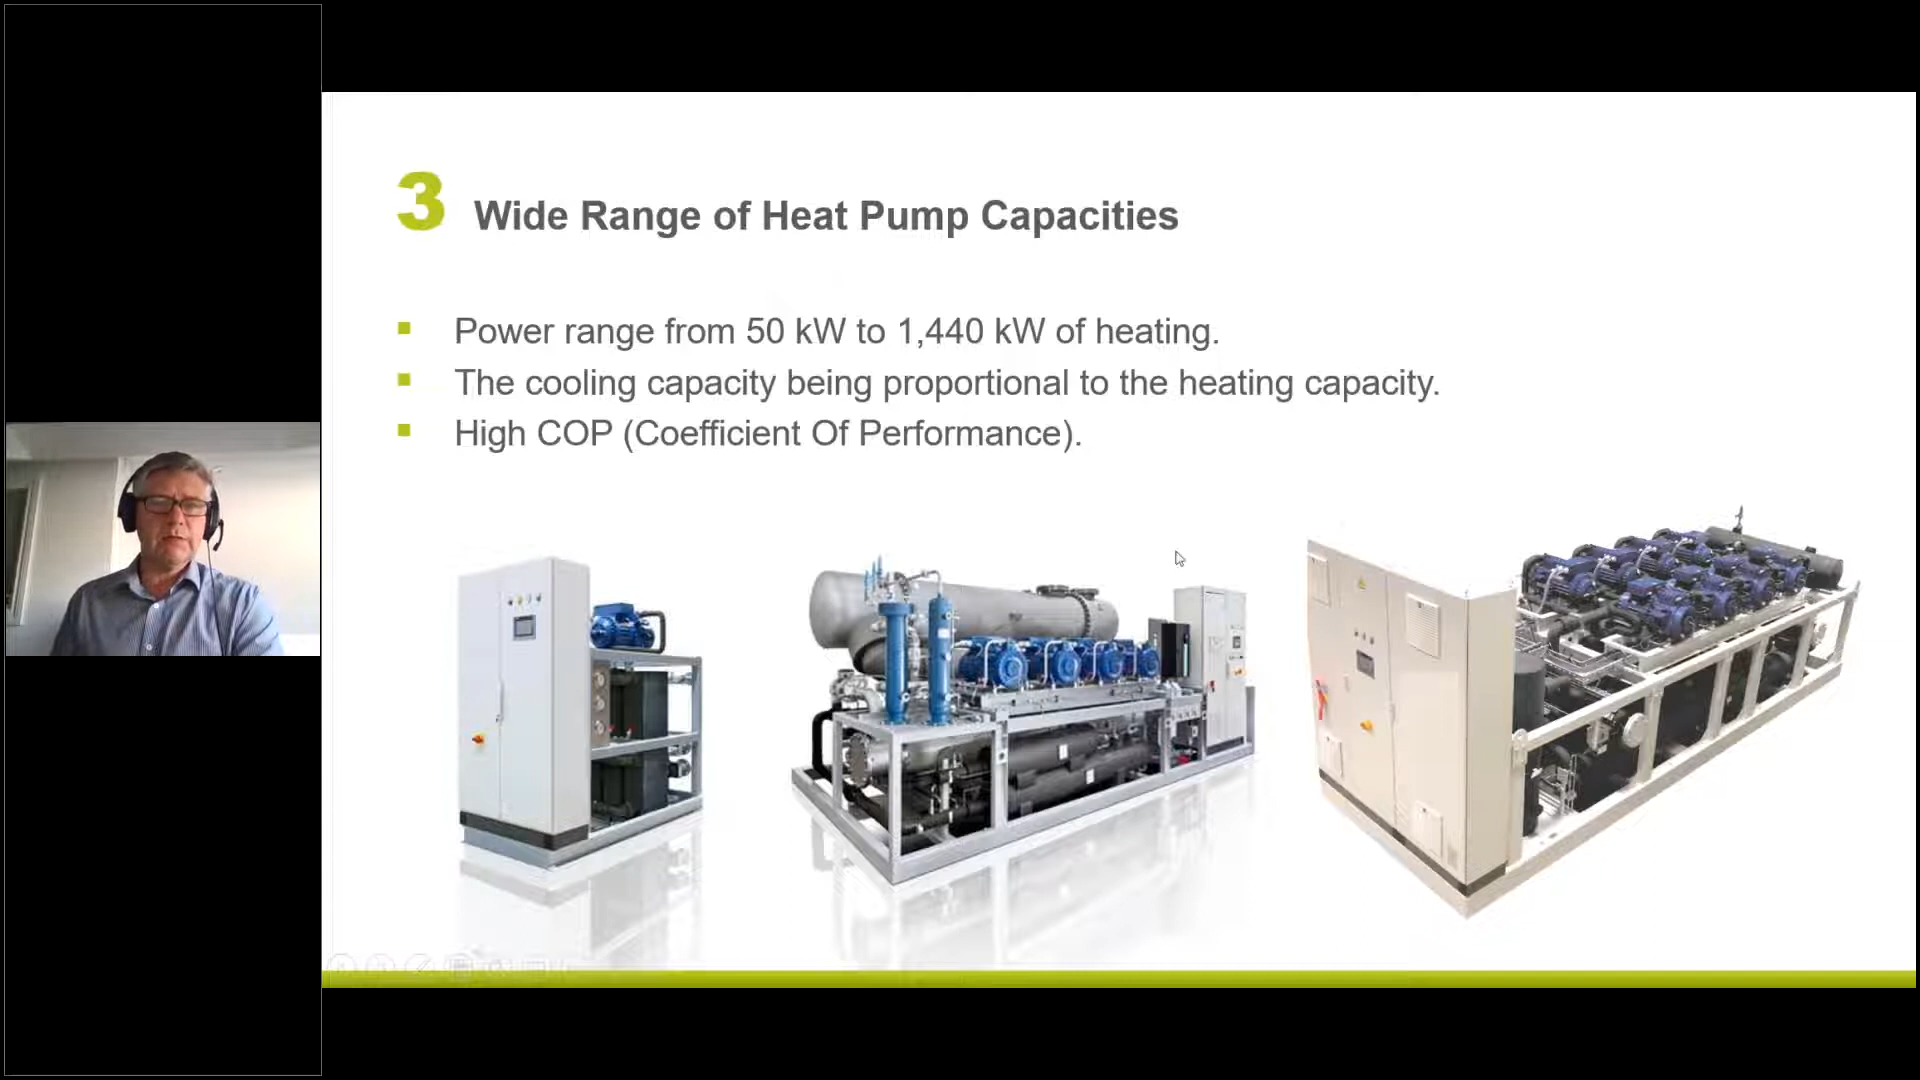 3 Wide Range of Heat Pump Capacities
Power range from 50 kW to 1,440 kW of heating.
The cooling capacity being proportional to the heating capacity.
High COP (Coefficient Of Performance).